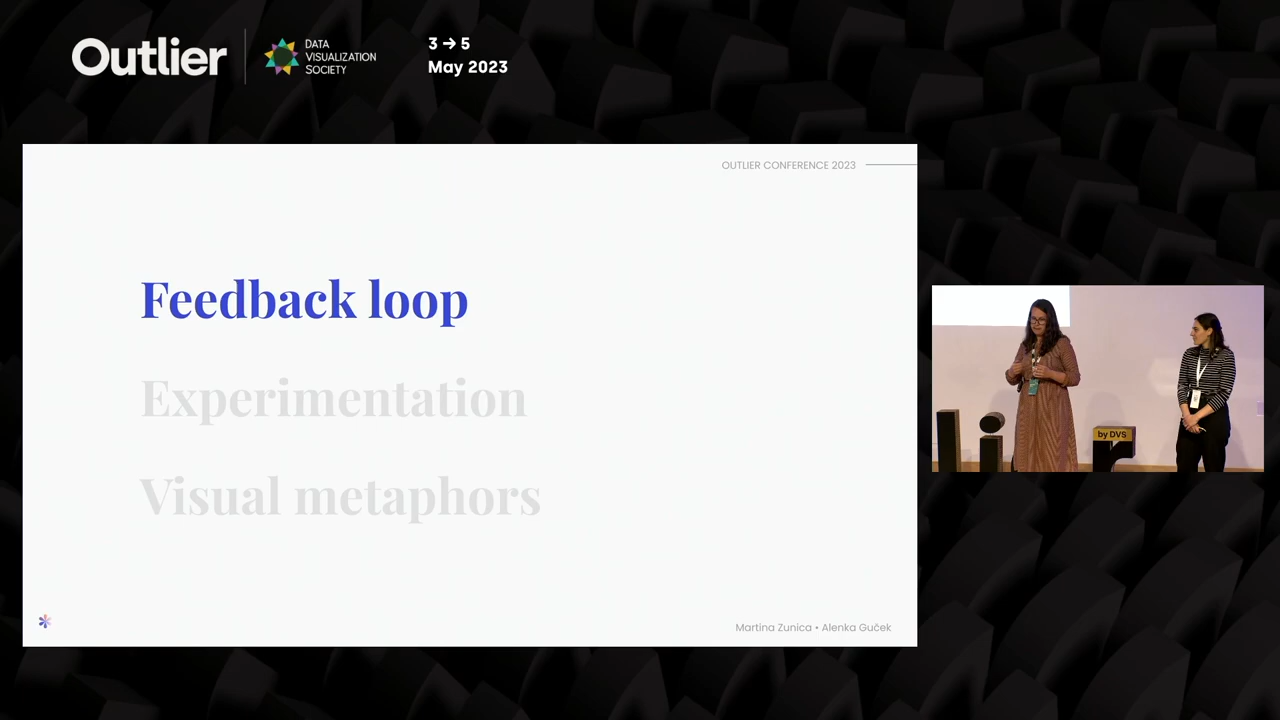 Outlier
DATA
VISUALIZATION
SOCIETY
3 → 5
May 2023
OUTLIER CONFERENCE 2023
Feedback loop
Experimentation
Visual metaphors
Martina Zunica • Alenka Guček
li
by DVS
r